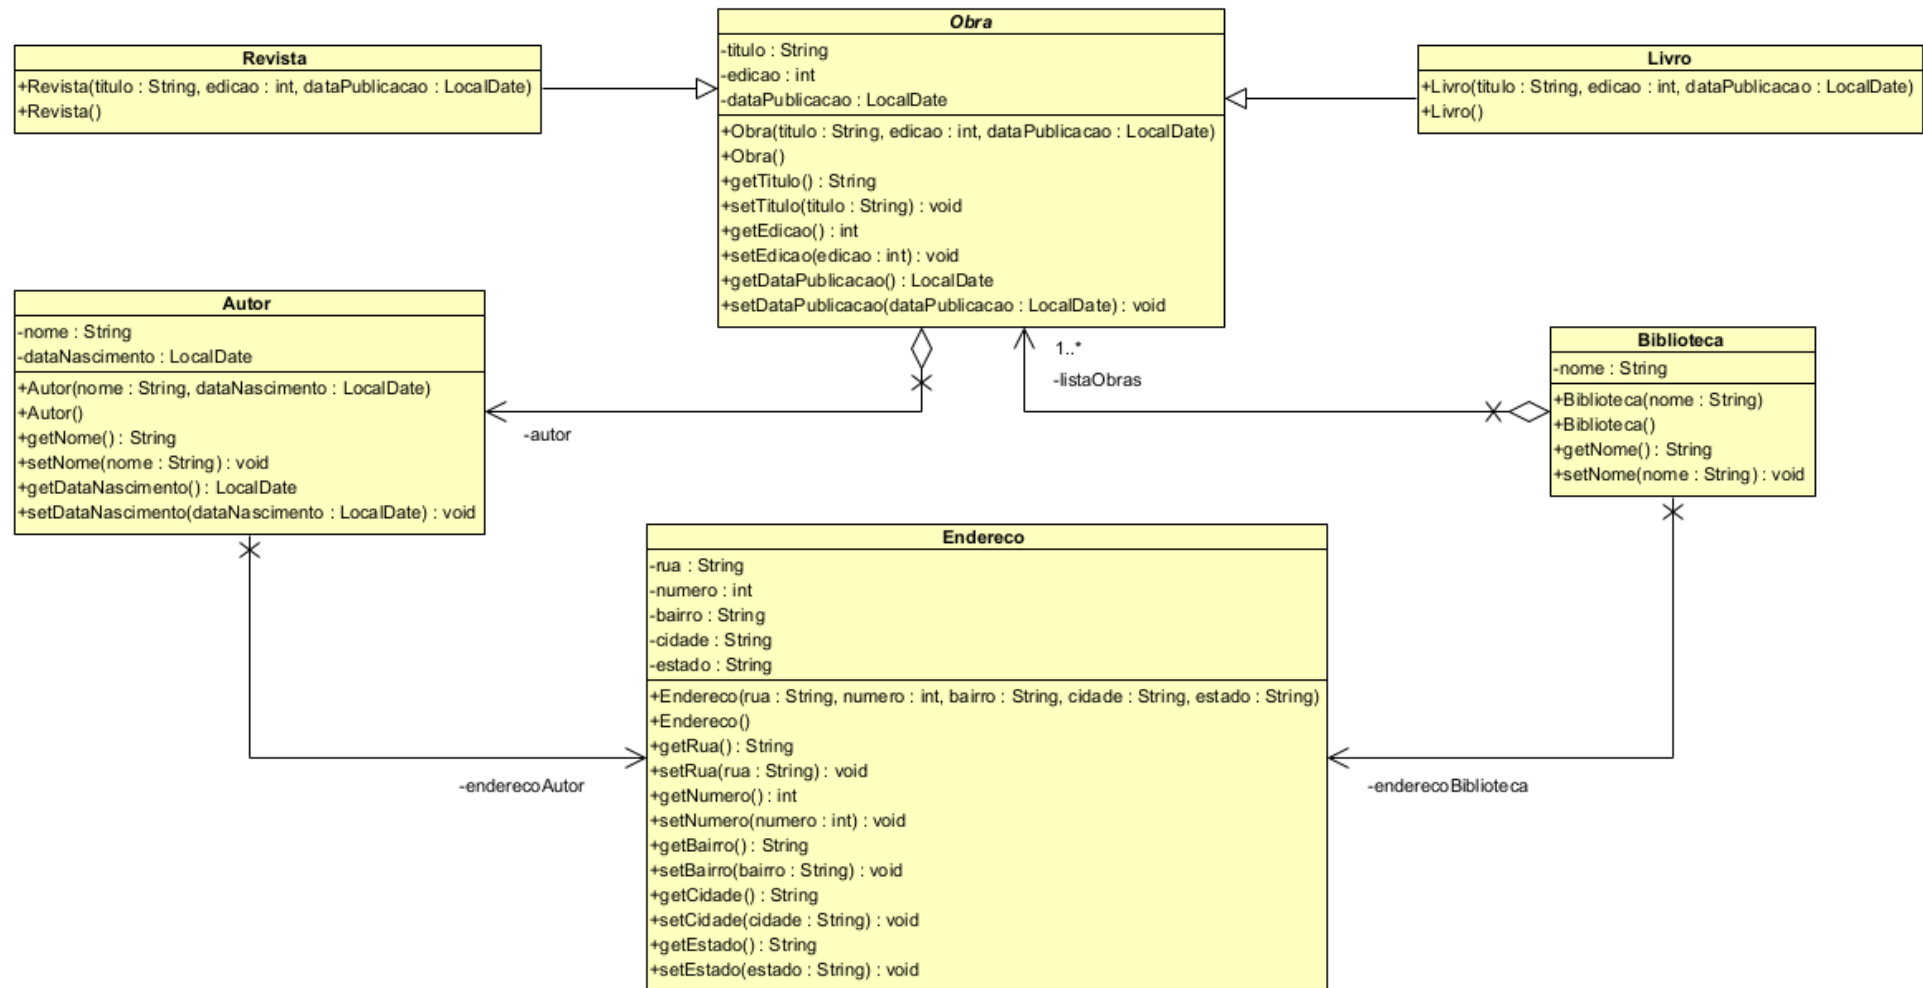 Revista
+Revista(titulo : String, edicao : int, dataPublicacao : LocalDate)
+Revista()
Obra
-titulo : String
-edicao : int
-dataPublicacao : LocalDate
+Obra(titulo : String, edicao : int, dataPublicacao : LocalDate)
+Obra()
+getTitulo() : String
+setTitulo(titulo : String) : void
+getEdicao() : int
+setEdicao(edicao : int) : void
+getDataPublicacao() : LocalDate
+setDataPublicacao(dataPublicacao : LocalDate) : void
Livro
+Livro(titulo : String, edicao : int, dataPublicacao : LocalDate)
+Livro()
Autor
-nome : String
-dataNascimento : LocalDate
+Autor(nome : String, dataNascimento : LocalDate)
+Autor()
+getNome() : String
+setNome(nome : String) : void
+getDataNascimento() : LocalDate
+setDataNascimento(dataNascimento : LocalDate) : void
-autor
1..*
-listaObras
Biblioteca
-nome : String
+Biblioteca(nome : String)
+Biblioteca()
+getNome() : String
+setNome(nome : String) : void
Endereco
-rua : String
-numero : int
-bairro : String
-cidade : String
-estado : String
+Endereco(rua : String, numero : int, bairro : String, cidade : String, estado : String)
+Endereco()
+getRua() : String
+setRua(rua : String) : void
+getNumero() : int
+setNumero(numero : int) : void
+getBairro() : String
+setBairro(bairro : String) : void
+getCidade() : String
+setCidade(cidade : String) : void
+getEstado() : String
+setEstado(estado : String) : void
-enderecoAutor
-enderecoBiblioteca